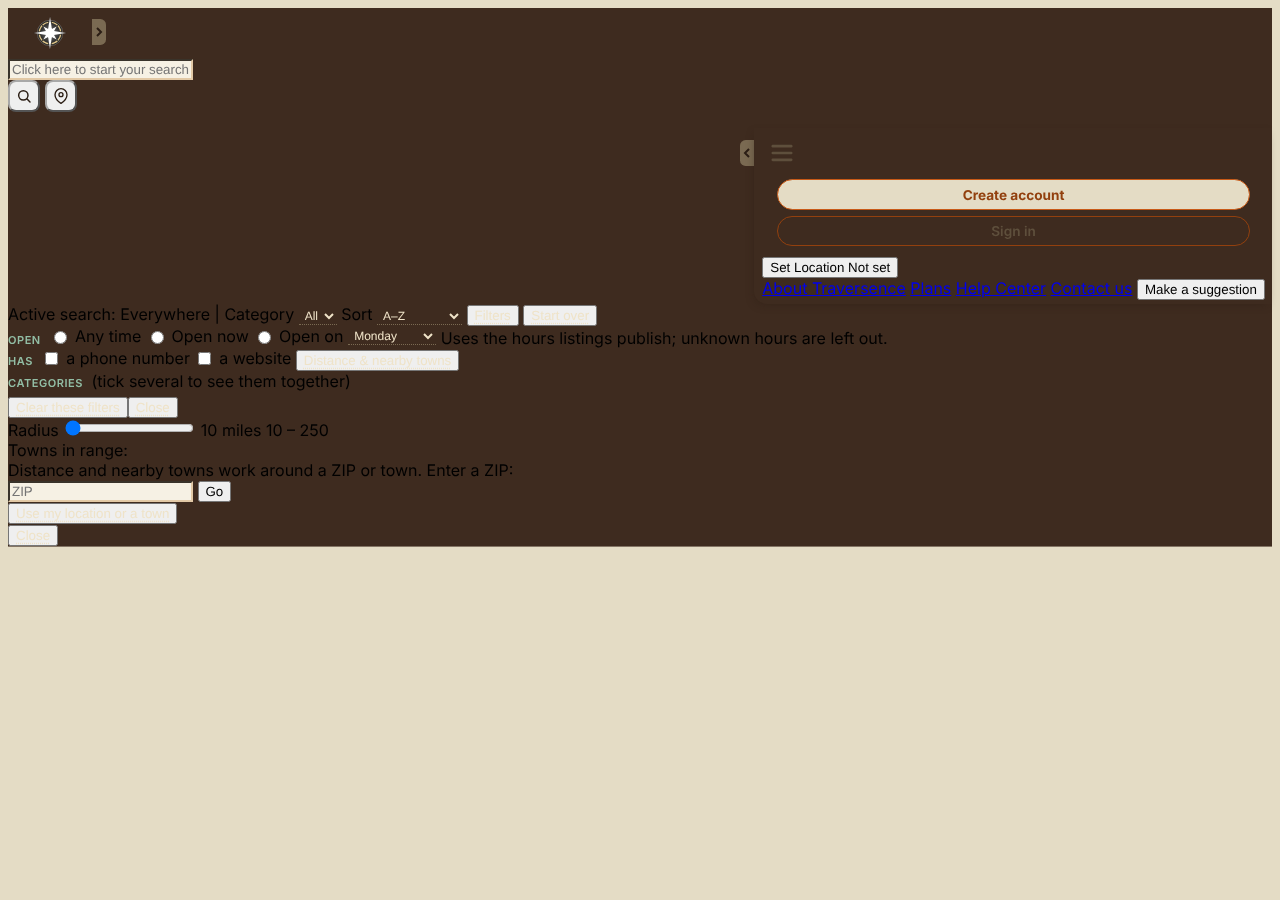 Click here to start your search
Create account
Sign in
Set Location Not set
About Traversence Plans Help Center Contact us Make a suggestion
Active search: Everywhere | Category All Sort A–Z Filters Start over
OPEN Any time Open now Open on Monday Uses the hours listings publish; unknown hours are left out.
HAS a phone number a website Distance & nearby towns
CATEGORIES (tick several to see them together)
Clear these filters Close
Radius 10 miles 10 – 250
Towns in range:
Distance and nearby towns work around a ZIP or town. Enter a ZIP:
ZIP Go
Use my location or a town
Close